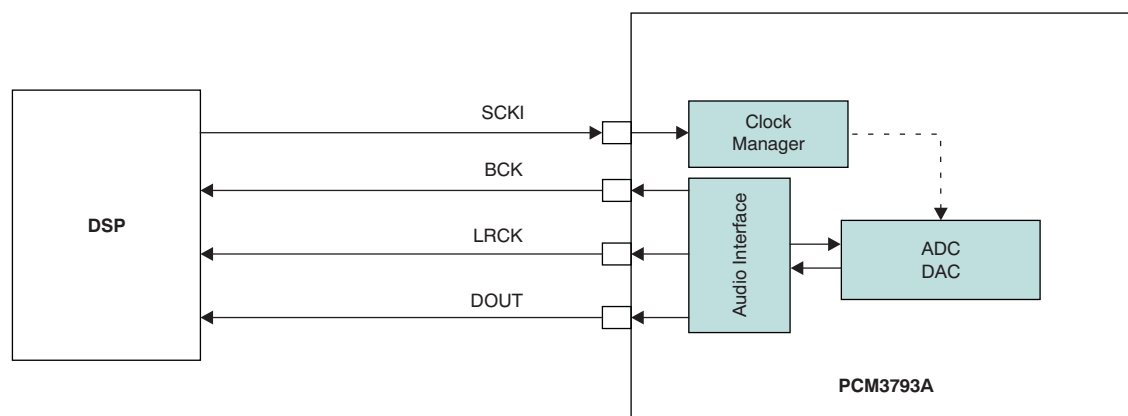 SCKI
Clock
Manager
BCK
DSP
LRCK
Audio Interface
ADC
DAC
DOUT
PCM3793A